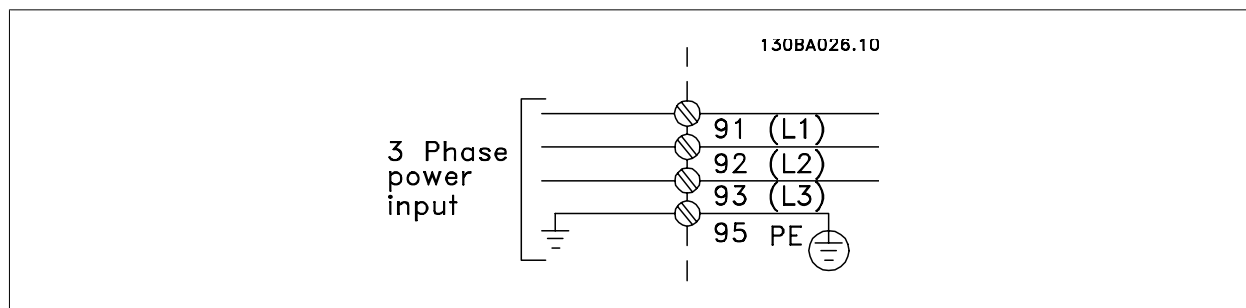 130BA026.10
3 Phase
power
input
91 (L1)
92 (L2)
93 (L3)
95 PE